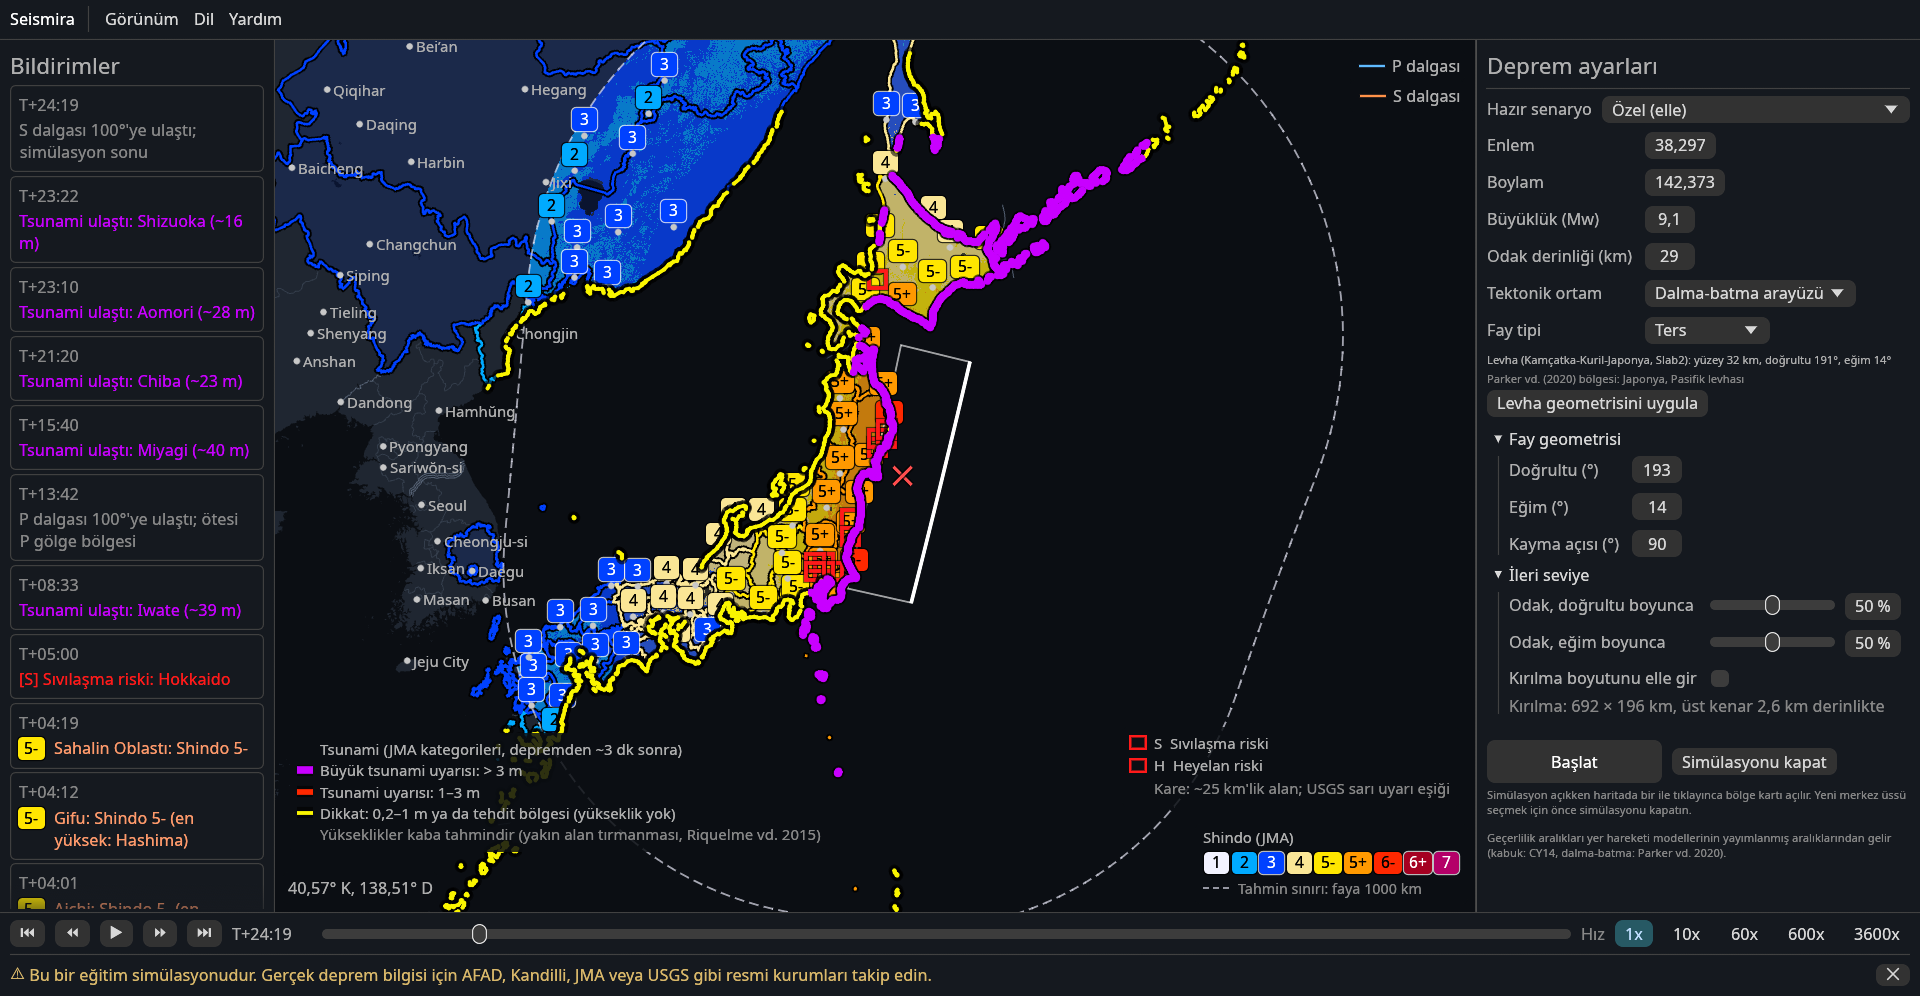 Seismira
Görünüm
Dil
Yardım
Bildirimler
T+24:19
S dalgası 100°'ye ulaştı;
simülasyon sonu
T+23:22
Tsunami ulaştı: Shizuoka (~16
m)
T+23:10
Tsunami ulaştı: Aomori (~28 m)
T+21:20
Tsunami ulaştı: Chiba (~23 m)
T+15:40
Tsunami ulaştı: Miyagi (~40 m)
T+13:42
P dalgası 100°'ye ulaştı; ötesi
P gölge bölgesi
T+08:33
Tsunami ulaştı: Iwate (~39 m)
T+05:00
[S] Sıvılaşma riski: Hokkaido
T+04:19
5- Sahalin Oblastı: Shindo 5-
T+04:12
5- Gifu: Shindo 5- (en
yüksek: Hashima)
T+04:01
5- Aichi: Shindo 5- (en
Bei'an
Qiqihar
Hegang
Daqing
Harbin
Baicheng
Jixi
Changchun
Siping
Tieling
Shenyang
Chongjin
Anshan
Dandong
Hamhŭng
Pyongyang
Sariwŏn-si
Seoul
Cheongju-si
Iksan
Daegu
Masan
Busan
Jeju City
P dalgası
S dalgası
Tsunami (JMA kategorileri, depremden ~3 dk sonra)
Büyük tsunami uyarısı: > 3 m
Tsunami uyarısı: 1–3 m
Dikkat: 0,2–1 m ya da tehdit bölgesi (yükseklik yok)
Yükseklikler kaba tahmindir (yakın alan tırmanması, Riquelme vd. 2015)
40,57° K, 138,51° D
S Sıvılaşma riski
H Heyelan riski
Kare: ~25 km'lik alan; USGS sarı uyarı eşiği
Shindo (JMA)
1 2 3 4 5- 5+ 6- 6+ 7
Tahmin sınırı: faya 1000 km
Deprem ayarları
Hazır senaryo Özel (elle)
Enlem 38,297
Boylam 142,373
Büyüklük (Mw) 9,1
Odak derinliği (km) 29
Tektonik ortam Dalma-batma arayüzü
Fay tipi Ters
Levha (Kamçatka-Kuril-Japonya, Slab2): yüzey 32 km, doğrultu 191°, eğim 14°
Parker vd. (2020) bölgesi: Japonya, Pasifik levhası
Levha geometrisini uygula
Fay geometrisi
Doğrultu (°) 193
Eğim (°) 14
Kayma açısı (°) 90
İleri seviye
Odak, doğrultu boyunca 50 %
Odak, eğim boyunca 50 %
Kırılma boyutunu elle gir
Kırılma: 692 × 196 km, üst kenar 2,6 km derinlikte
Başlat
Simülasyonu kapat
Simülasyon açıkken haritada bir ile tıklayınca bölge kartı açılır. Yeni merkez üssü
seçmek için önce simülasyonu kapatın.
Geçerlilik aralıkları yer hareketi modellerinin yayımlanmış aralıklarından gelir
(kabuk: CY14, dalma-batma: Parker vd. 2020).
T+24:19
Hız 1x 10x 60x 600x 3600x
⚠ Bu bir eğitim simülasyonudur. Gerçek deprem bilgisi için AFAD, Kandilli, JMA veya USGS gibi resmi kurumları takip edin.